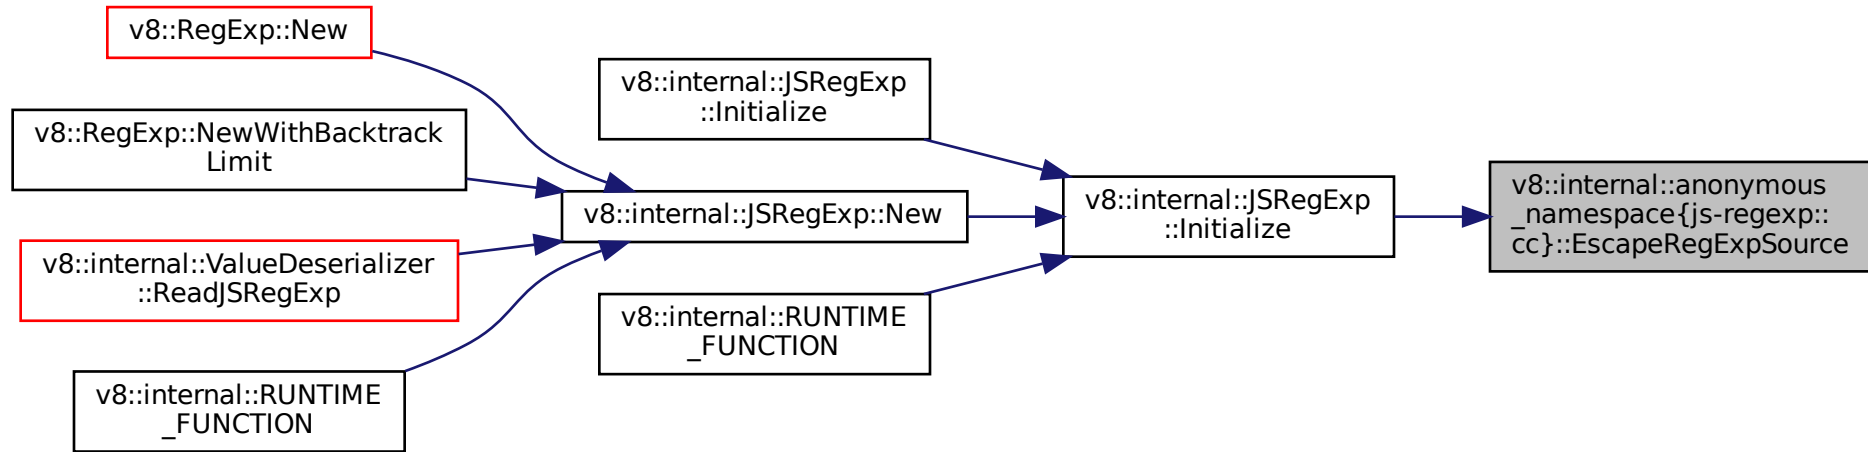 v8::RegExp::New
v8::RegExp::NewWithBacktrack
Limit
v8::internal::ValueDeserializer
::ReadJSRegExp
v8::internal::RUNTIME
_FUNCTION
v8::internal::JSRegExp
::Initialize
v8::internal::JSRegExp::New
v8::internal::RUNTIME
_FUNCTION
v8::internal::JSRegExp
::Initialize
v8::internal::anonymous
_namespace{js-regexp::
cc}::EscapeRegExpSource